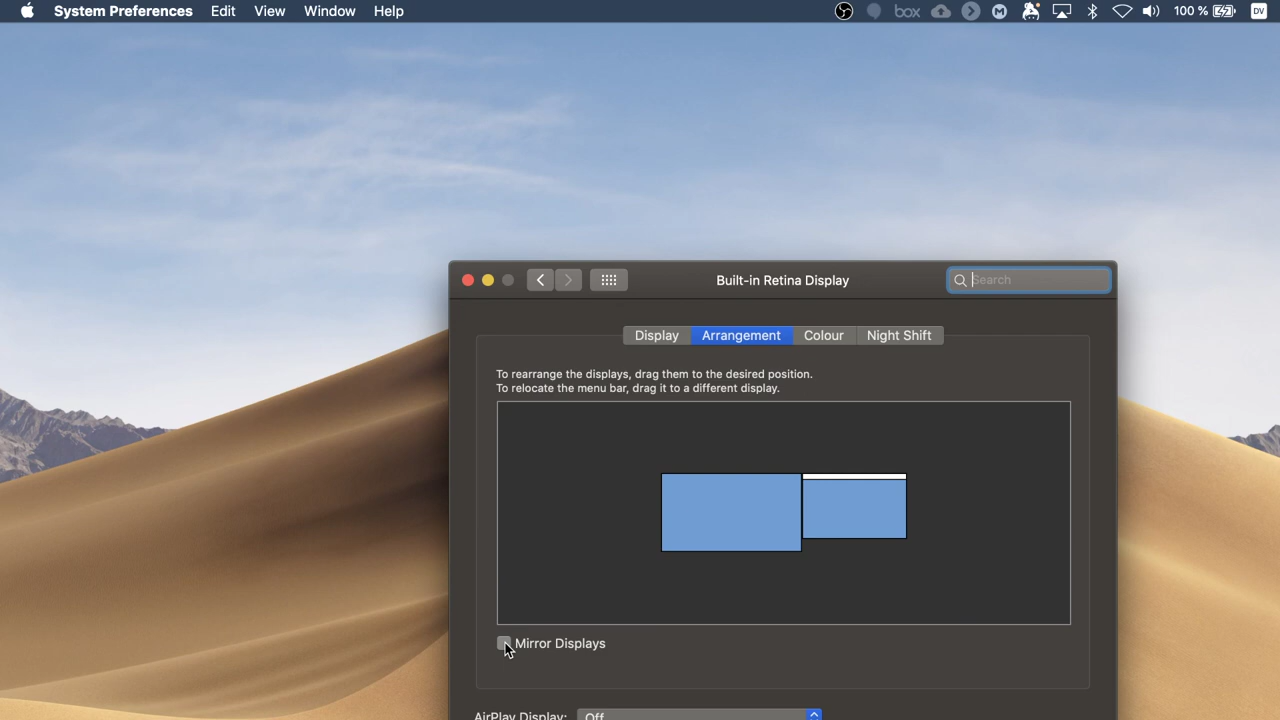 System Preferences Edit View Window Help box 100 % DV
Built-in Retina Display Search
Display Arrangement Colour Night Shift
To rearrange the displays, drag them to the desired position.
To relocate the menu bar, drag it to a different display.
Mirror Displays
AirPlay Display: Off